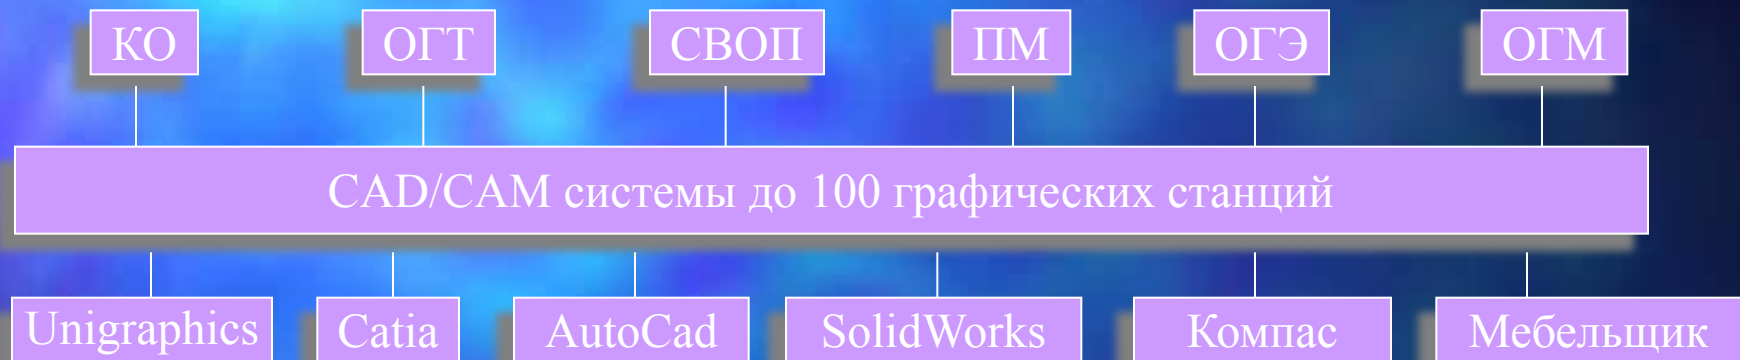 КО
ОГТ
СВОП
ПМ
ОГЭ
ОГМ
CAD/CAM системы до 100 графических станций
Unigraphics
Catia
AutoCad
SolidWorks
Компас
Мебельщик